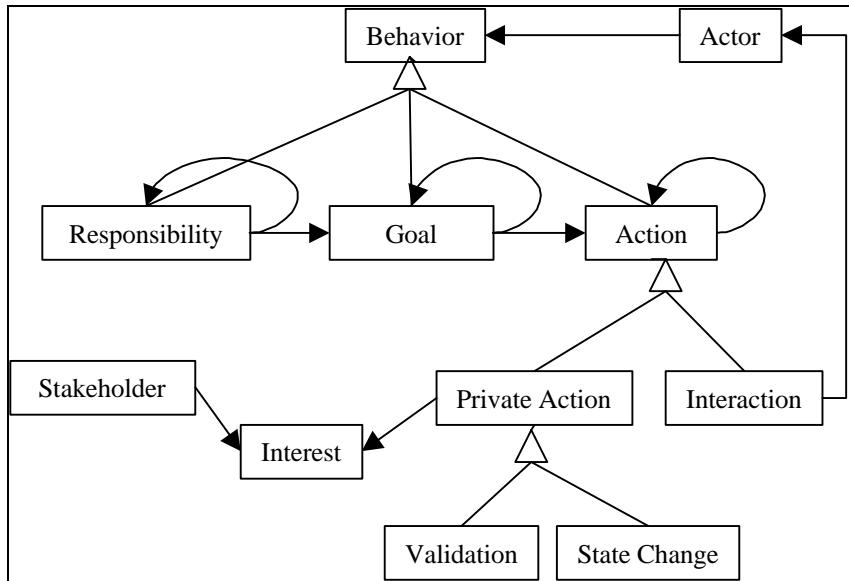 Behavior
Actor
Responsibility
Goal
Action
Stakeholder
Private Action
Interaction
Interest
Validation
State Change